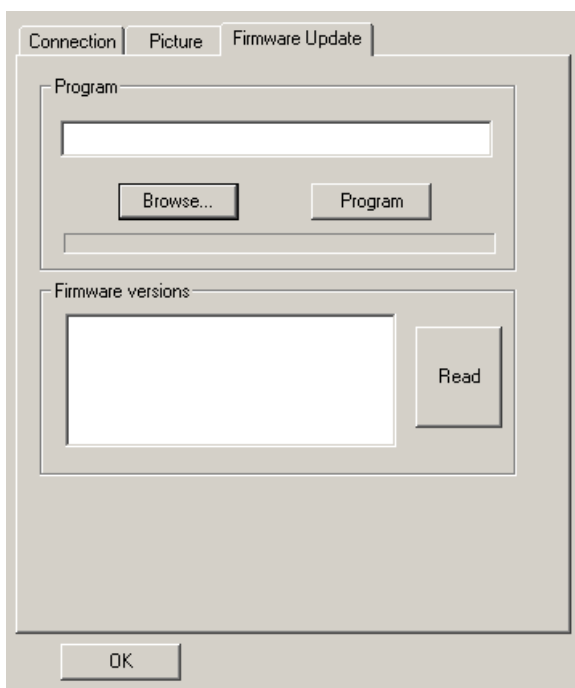 Connection Picture Firmware Update
Program
Browse... Program
Firmware versions
Read
OK